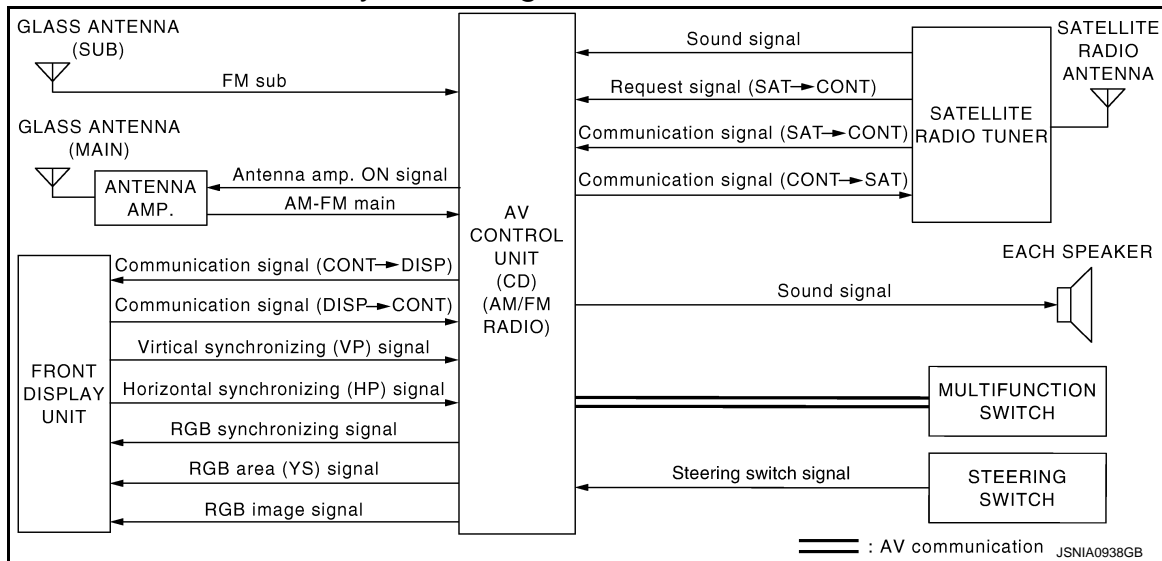 GLASS ANTENNA
(SUB)
FM sub
GLASS ANTENNA
(MAIN)
ANTENNA
AMP.
Antenna amp. ON signal
AM-FM main
FRONT
DISPLAY
UNIT
Communication signal (CONT→DISP)
Communication signal (DISP→CONT)
Virtical synchronizing (VP) signal
Horizontal synchronizing (HP) signal
RGB synchronizing signal
RGB area (YS) signal
RGB image signal
AV
CONTROL
UNIT
(CD)
(AM/FM
RADIO)
Sound signal
Request signal (SAT→CONT)
Communication signal (SAT→CONT)
Communication signal (CONT→SAT)
SATELLITE
RADIO TUNER
SATELLITE
RADIO
ANTENNA
EACH SPEAKER
Sound signal
MULTIFUNCTION
SWITCH
Steering switch signal
STEERING
SWITCH
: AV communication
JSNIA0938GB